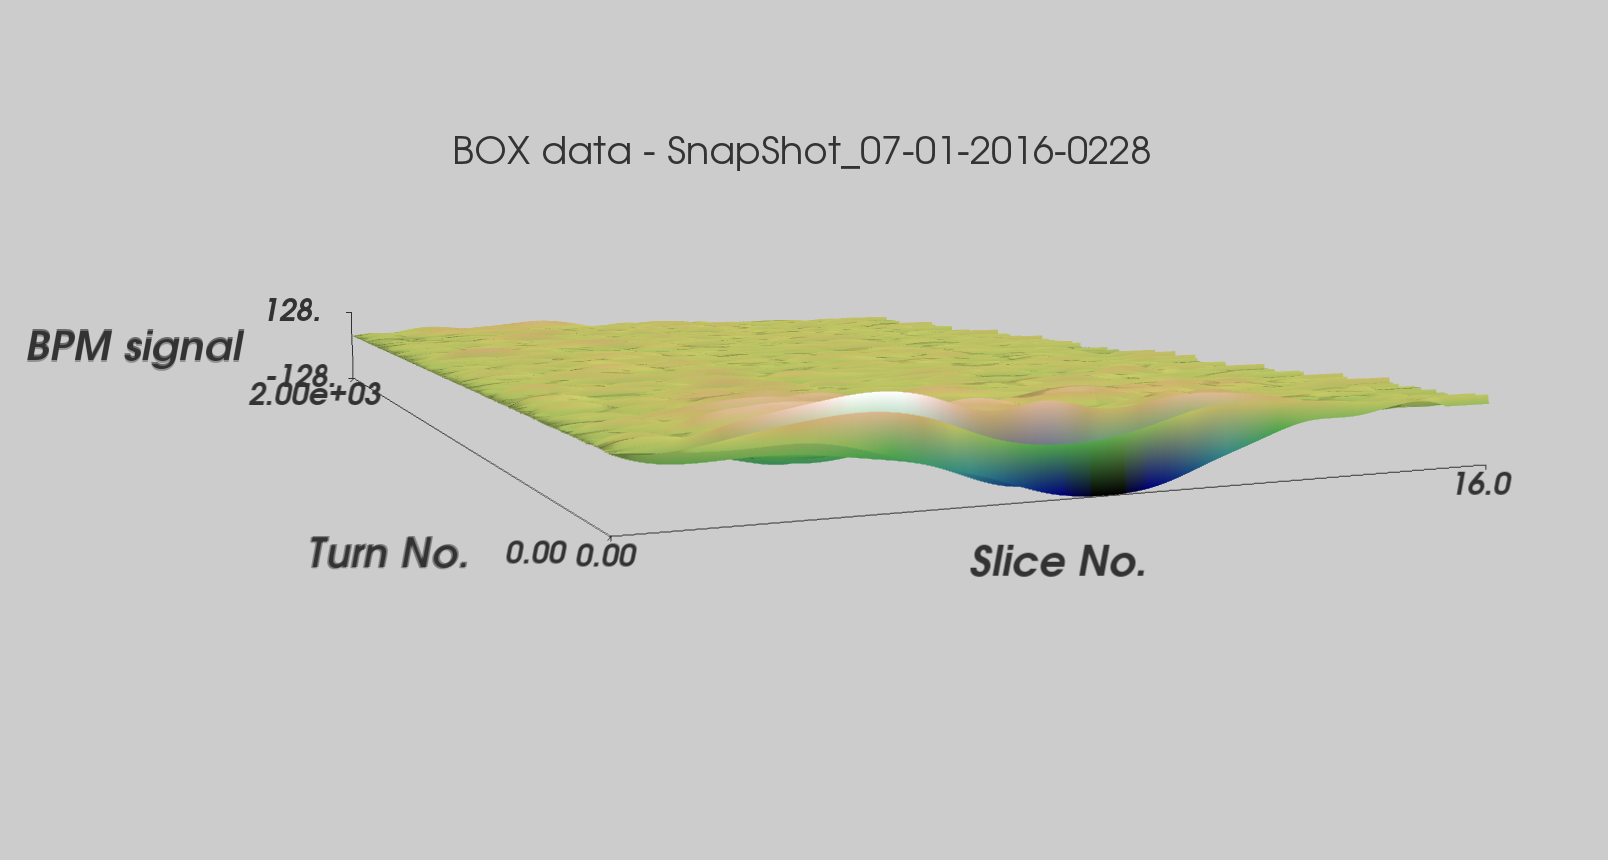 BOX data - SnapShot_07-01-2016-0228
128.
BPM signal
-128.
2.00e+03
16.0
Turn No.
0.00
0.00
Slice No.